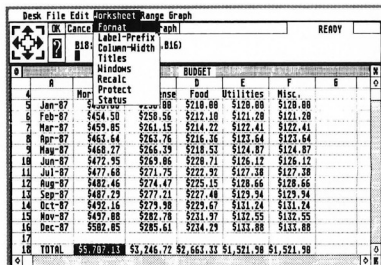 Desk File Edit Worksheet Range Graph
OK Cance Format graph READY
? B18: Label-Prefix .B16)
Column-Width
Titles
Windows BUDGET
Recalc
A Protect D E F G
4 Mor Status ense Food Utilities Misc.
5 Jan-87 $210.00 $120.00 $120.00
6 Feb-87 $454.50 $258.56 $212.10 $121.20 $121.20
7 Mar-87 $459.05 $261.15 $214.22 $122.41 $122.41
8 Apr-87 $463.64 $263.76 $216.36 $123.64 $123.64
9 May-87 $468.27 $266.39 $218.53 $124.87 $124.87
10 Jun-87 $472.95 $269.06 $220.71 $126.12 $126.12
11 Jul-87 $477.68 $271.75 $222.92 $127.38 $127.38
12 Aug-87 $482.46 $274.47 $225.15 $128.66 $128.66
13 Sep-87 $487.29 $277.21 $227.40 $129.94 $129.94
14 Oct-87 $492.16 $279.98 $229.67 $131.24 $131.24
15 Nov-87 $497.08 $282.78 $231.97 $132.55 $132.55
16 Dec-87 $502.05 $285.61 $234.29 $133.88 $133.88
17
18 TOTAL $5,707.13 $3,246.72 $2,663.33 $1,521.90 $1,521.90